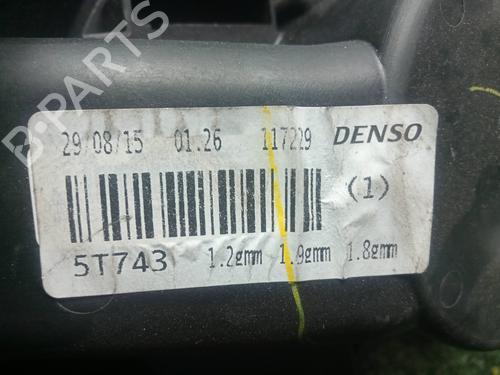 B-PARTS
29/08/15 01.26 117229 DENSO
(1)
5T743 1.2gmm 1.9gmm 1.8gmm